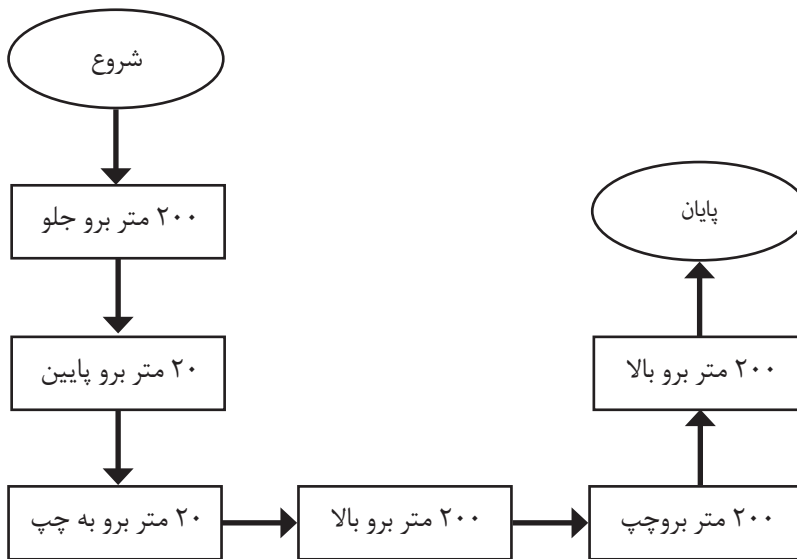 شروع
۲۰۰ متر برو جلو
۲۰ متر برو پایین
۲۰ متر برو به چپ
۲۰۰ متر برو بالا
۲۰۰ متر بروچپ
۲۰۰ متر برو بالا
پایان